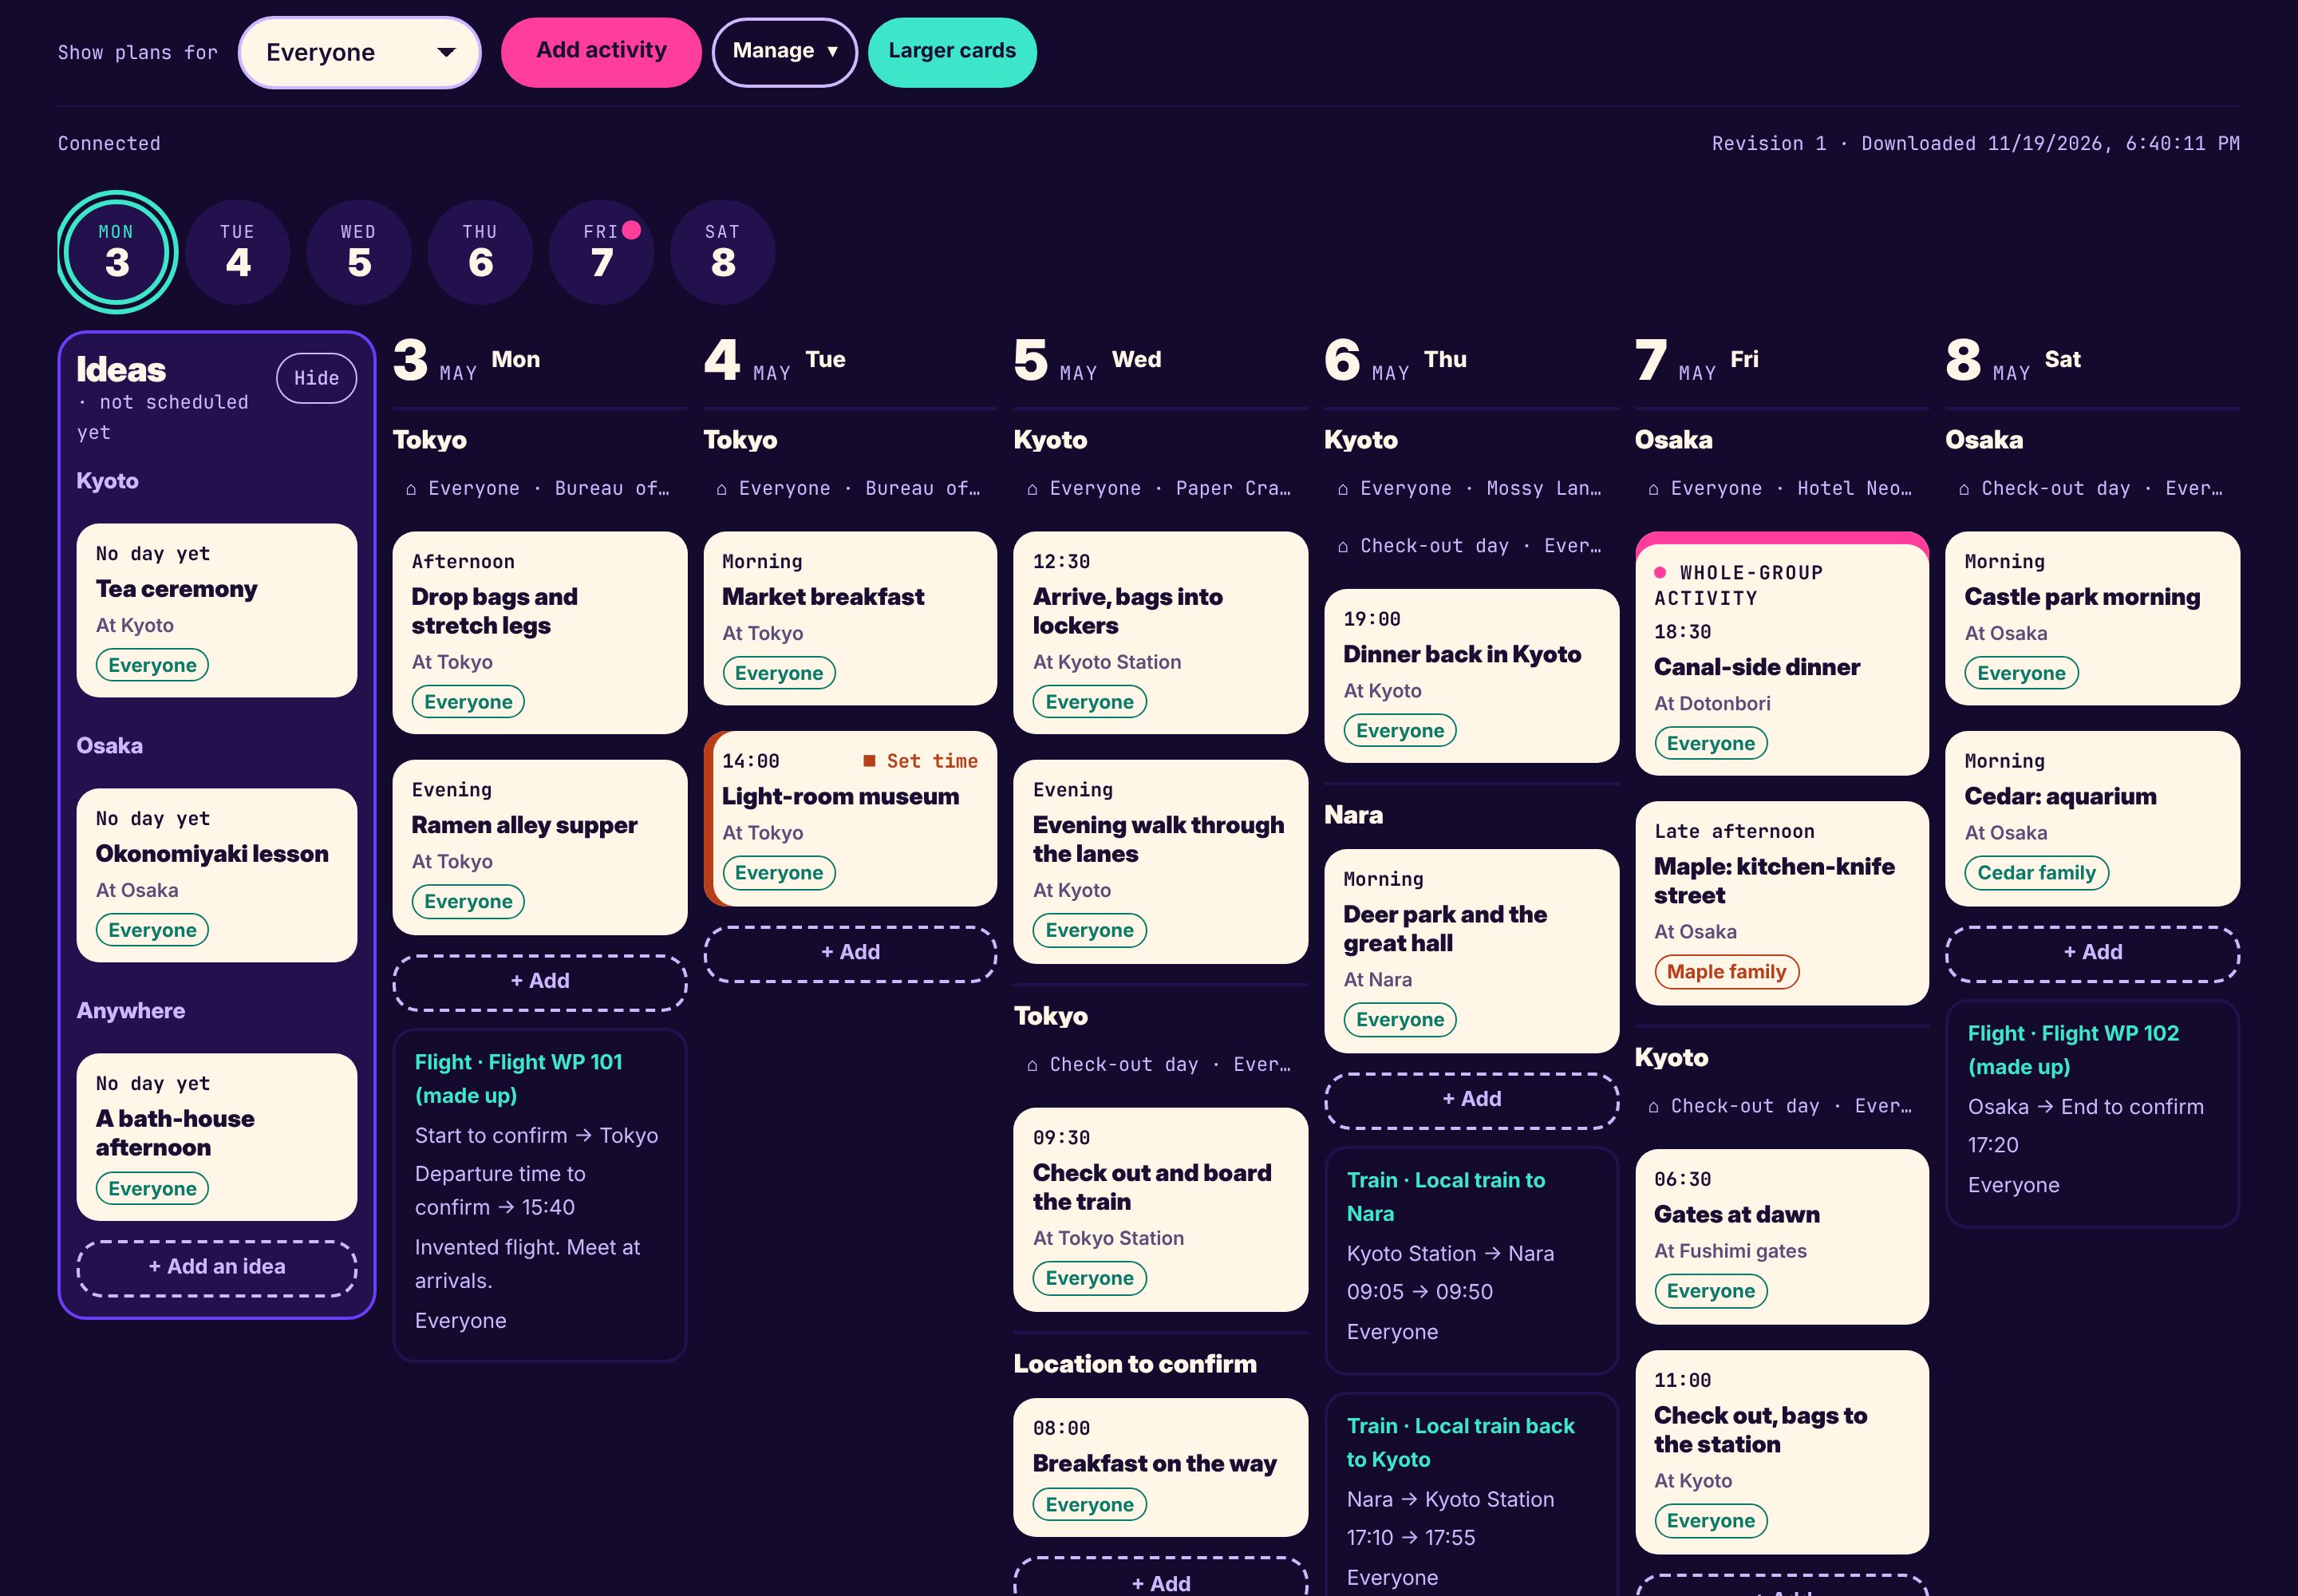 Show plans for
Everyone
Add activity
Manage ▾
Larger cards
Connected
Revision 1 · Downloaded 11/19/2026, 6:40:11 PM
MON
3
TUE
4
WED
5
THU
6
FRI
7
SAT
8
Ideas
· not scheduled
yet
Hide
Kyoto
No day yet
Tea ceremony
At Kyoto
Everyone
Osaka
No day yet
Okonomiyaki lesson
At Osaka
Everyone
Anywhere
No day yet
A bath-house
afternoon
Everyone
+ Add an idea
3 MAY Mon
Tokyo
⌂ Everyone · Bureau of…
Afternoon
Drop bags and
stretch legs
At Tokyo
Everyone
Evening
Ramen alley supper
At Tokyo
Everyone
+ Add
Flight · Flight WP 101
(made up)
Start to confirm → Tokyo
Departure time to
confirm → 15:40
Invented flight. Meet at
arrivals.
Everyone
4 MAY Tue
Tokyo
⌂ Everyone · Bureau of…
Morning
Market breakfast
At Tokyo
Everyone
14:00
■ Set time
Light-room museum
At Tokyo
Everyone
+ Add
5 MAY Wed
Kyoto
⌂ Everyone · Paper Cra…
12:30
Arrive, bags into
lockers
At Kyoto Station
Everyone
Evening
Evening walk through
the lanes
At Kyoto
Everyone
Tokyo
⌂ Check-out day · Ever…
09:30
Check out and board
the train
At Tokyo Station
Everyone
Location to confirm
08:00
Breakfast on the way
Everyone
+ Add
6 MAY Thu
Kyoto
⌂ Everyone · Mossy Lan…
⌂ Check-out day · Ever…
19:00
Dinner back in Kyoto
At Kyoto
Everyone
Nara
Morning
Deer park and the
great hall
At Nara
Everyone
+ Add
Train · Local train to
Nara
Kyoto Station → Nara
09:05 → 09:50
Everyone
Train · Local train back
to Kyoto
Nara → Kyoto Station
17:10 → 17:55
Everyone
7 MAY Fri
Osaka
⌂ Everyone · Hotel Neo…
● WHOLE-GROUP
ACTIVITY
18:30
Canal-side dinner
At Dotonbori
Everyone
Late afternoon
Maple: kitchen-knife
street
At Osaka
Maple family
Kyoto
⌂ Check-out day · Ever…
06:30
Gates at dawn
At Fushimi gates
Everyone
11:00
Check out, bags to
the station
At Kyoto
Everyone
8 MAY Sat
Osaka
⌂ Check-out day · Ever…
Morning
Castle park morning
At Osaka
Everyone
Morning
Cedar: aquarium
At Osaka
Cedar family
+ Add
Flight · Flight WP 102
(made up)
Osaka → End to confirm
17:20
Everyone